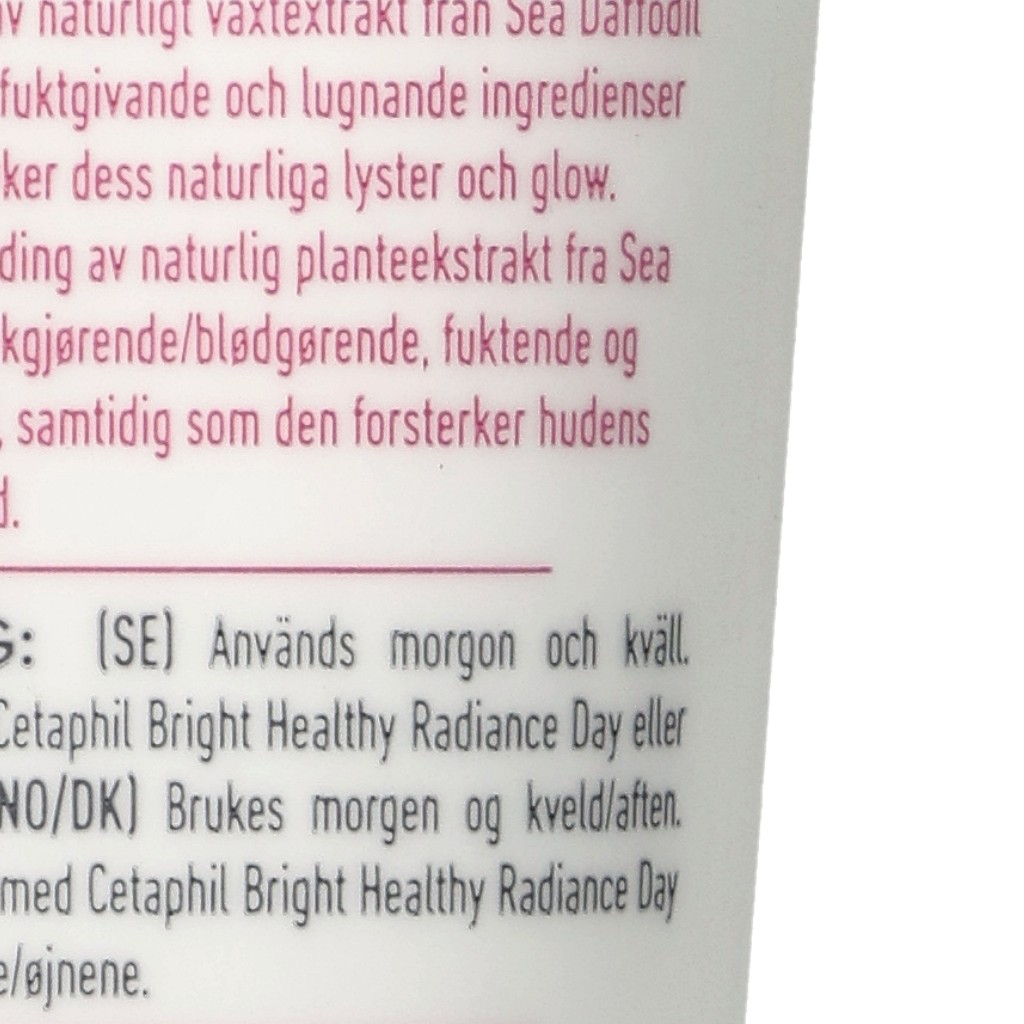 av naturligt växtextrakt från Sea Daffodil
fuktgivande och lugnande ingredienser
ker dess naturliga lyster och glow.
ding av naturlig planteekstrakt fra Sea
kgjørende/blødgørende, fuktende og
, samtidig som den forsterker hudens
d.
G: (SE) Används morgon och kväll.
Cetaphil Bright Healthy Radiance Day eller
NO/DK) Brukes morgen og kveld/aften.
med Cetaphil Bright Healthy Radiance Day
e/øjnene.